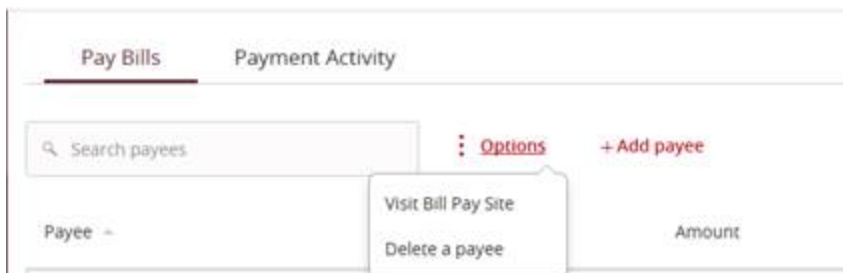 Pay Bills Payment Activity
Search payees Options + Add payee
Visit Bill Pay Site
Payee Amount
Delete a payee